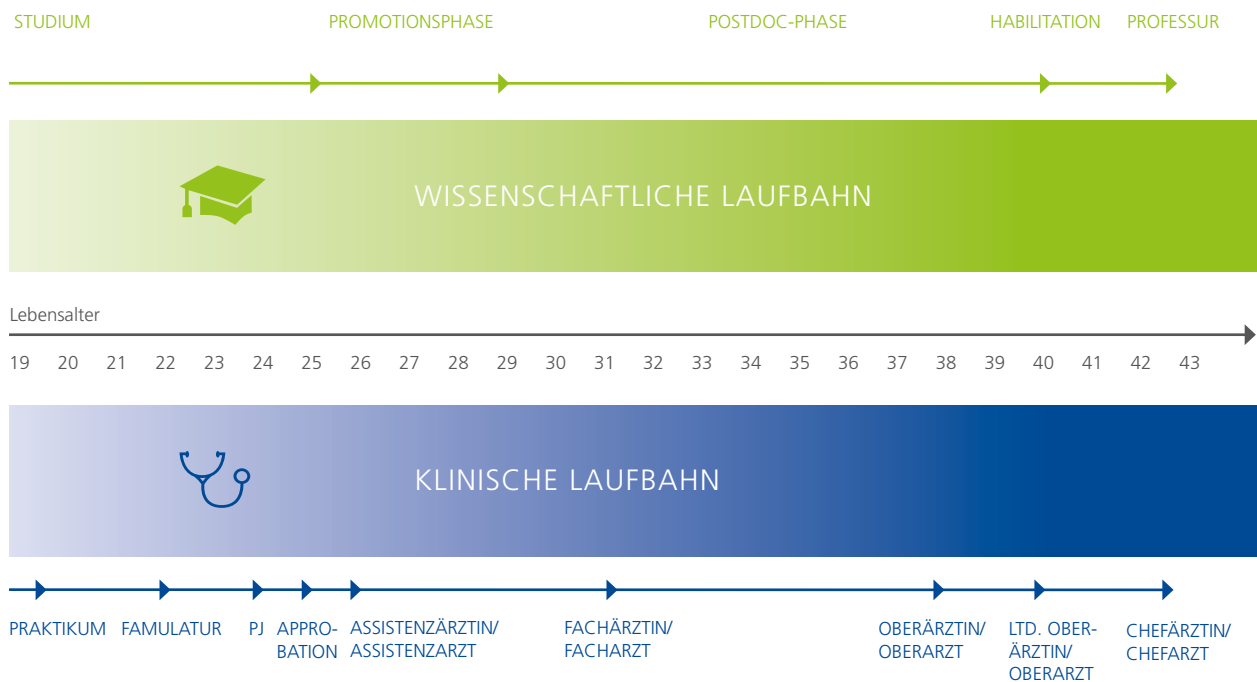 STUDIUM PROMOTIONSPHASE POSTDOC-PHASE HABILITATION PROFESSUR
WISSENSCHAFTLICHE LAUFBAHN
Lebensalter
19 20 21 22 23 24 25 26 27 28 29 30 31 32 33 34 35 36 37 38 39 40 41 42 43
KLINISCHE LAUFBAHN
PRAKTIKUM FAMULATUR PJ APPRO-
BATION
ASSISTENZÄRZTIN/
ASSISTENZARZT
FACHÄRZTIN/
FACHARZT
OBERÄRZTIN/
OBERARZT
LTD. OBER-
ÄRZTIN/
OBERARZT
CHEFÄRZTIN/
CHEFARZT